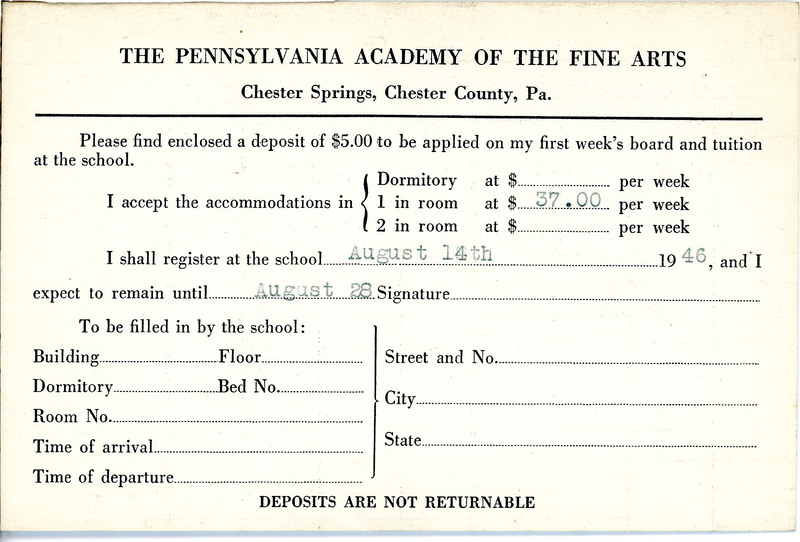 THE PENNSYLVANIA ACADEMY OF THE FINE ARTS
Chester Springs, Chester County, Pa.
Please find enclosed a deposit of $5.00 to be applied on my first week's board and tuition
at the school.
Dormitory at $ per week
I accept the accommodations in 1 in room at $ 37.00 per week
2 in room at $ per week
I shall register at the school August 14th 1946, and I
expect to remain until August 28 Signature
To be filled in by the school:
Building Floor
Street and No.
Dormitory Bed No.
City
Room No.
State
Time of arrival
Time of departure
DEPOSITS ARE NOT RETURNABLE